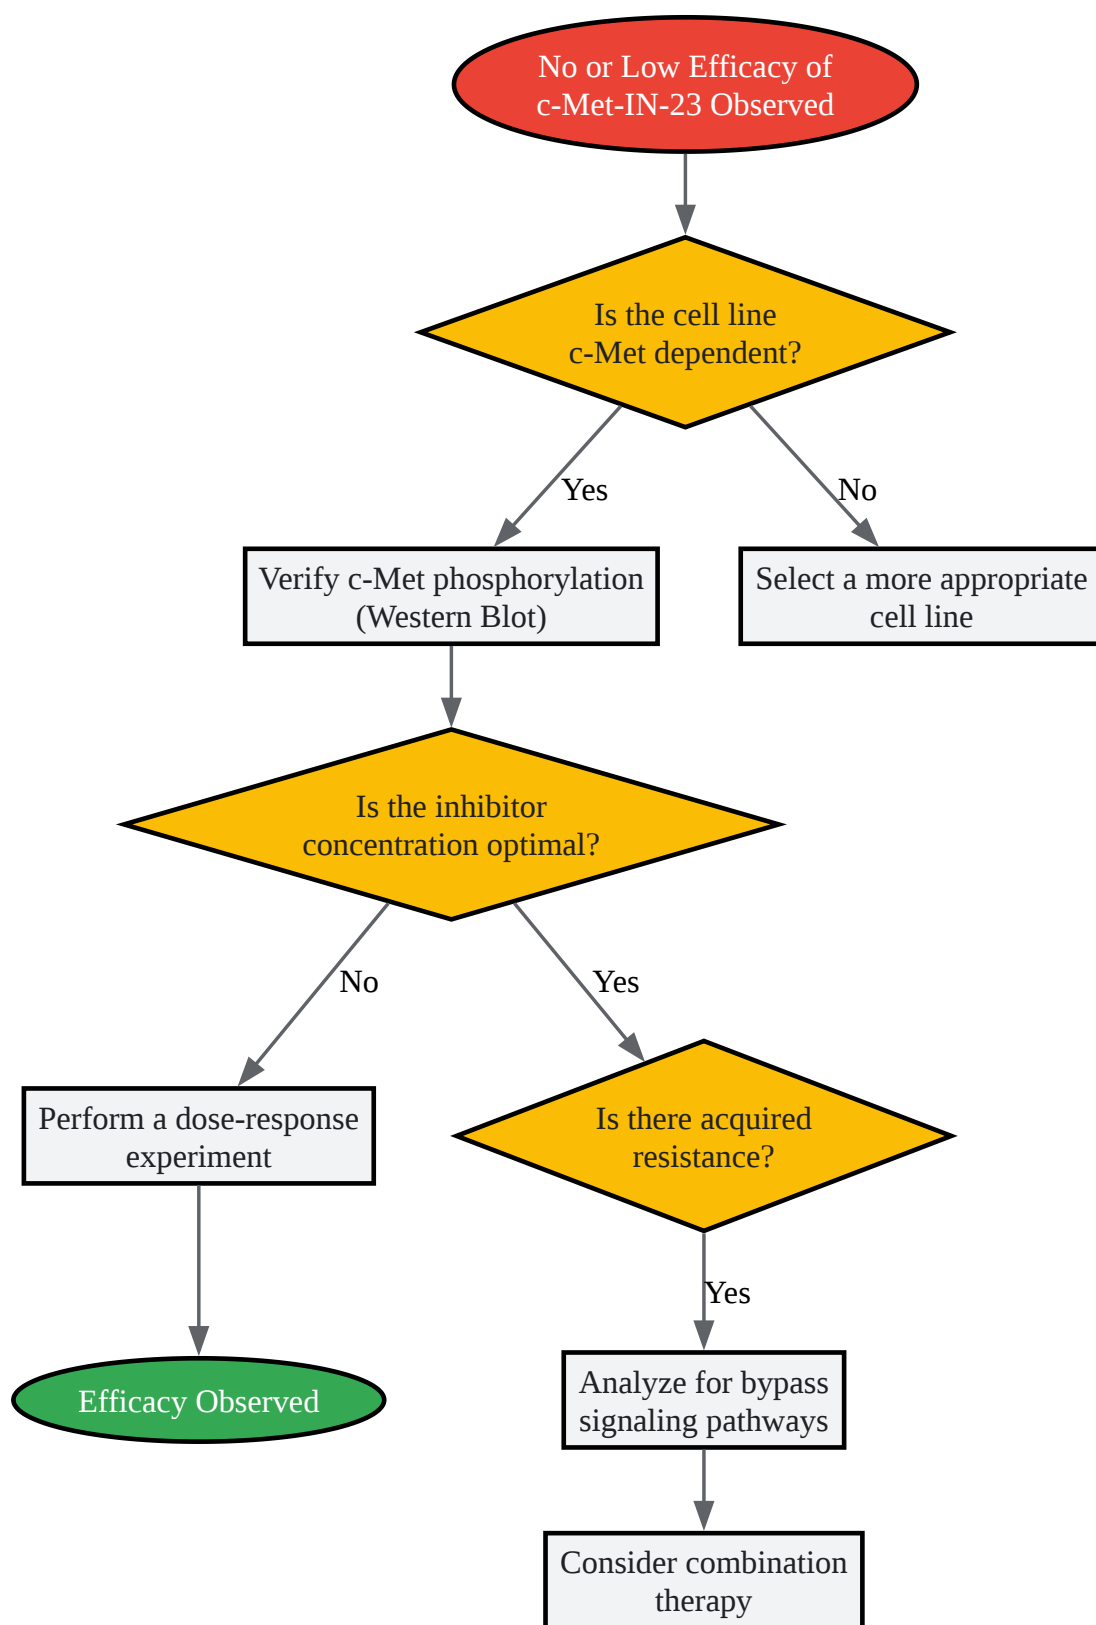 No or Low Efficacy of
c-Met-IN-23 Observed
Is the cell line
c-Met dependent?
Yes
No
Verify c-Met phosphorylation
(Western Blot)
Select a more appropriate
cell line
Is the inhibitor
concentration optimal?
No
Yes
Perform a dose-response
experiment
Is there acquired
resistance?
Yes
Efficacy Observed
Analyze for bypass
signaling pathways
Consider combination
therapy